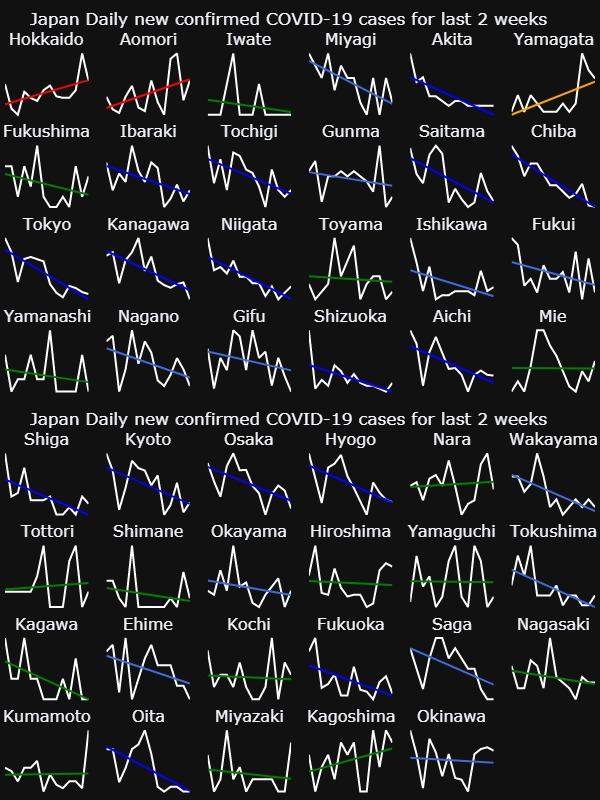 Japan Daily new confirmed COVID-19 cases for last 2 weeks
Hokkaido Aomori Iwate Miyagi Akita Yamagata
Fukushima Ibaraki Tochigi Gunma Saitama Chiba
Tokyo Kanagawa Niigata Toyama Ishikawa Fukui
Yamanashi Nagano Gifu Shizuoka Aichi Mie
Japan Daily new confirmed COVID-19 cases for last 2 weeks
Shiga Kyoto Osaka Hyogo Nara Wakayama
Tottori Shimane Okayama Hiroshima Yamaguchi Tokushima
Kagawa Ehime Kochi Fukuoka Saga Nagasaki
Kumamoto Oita Miyazaki Kagoshima Okinawa